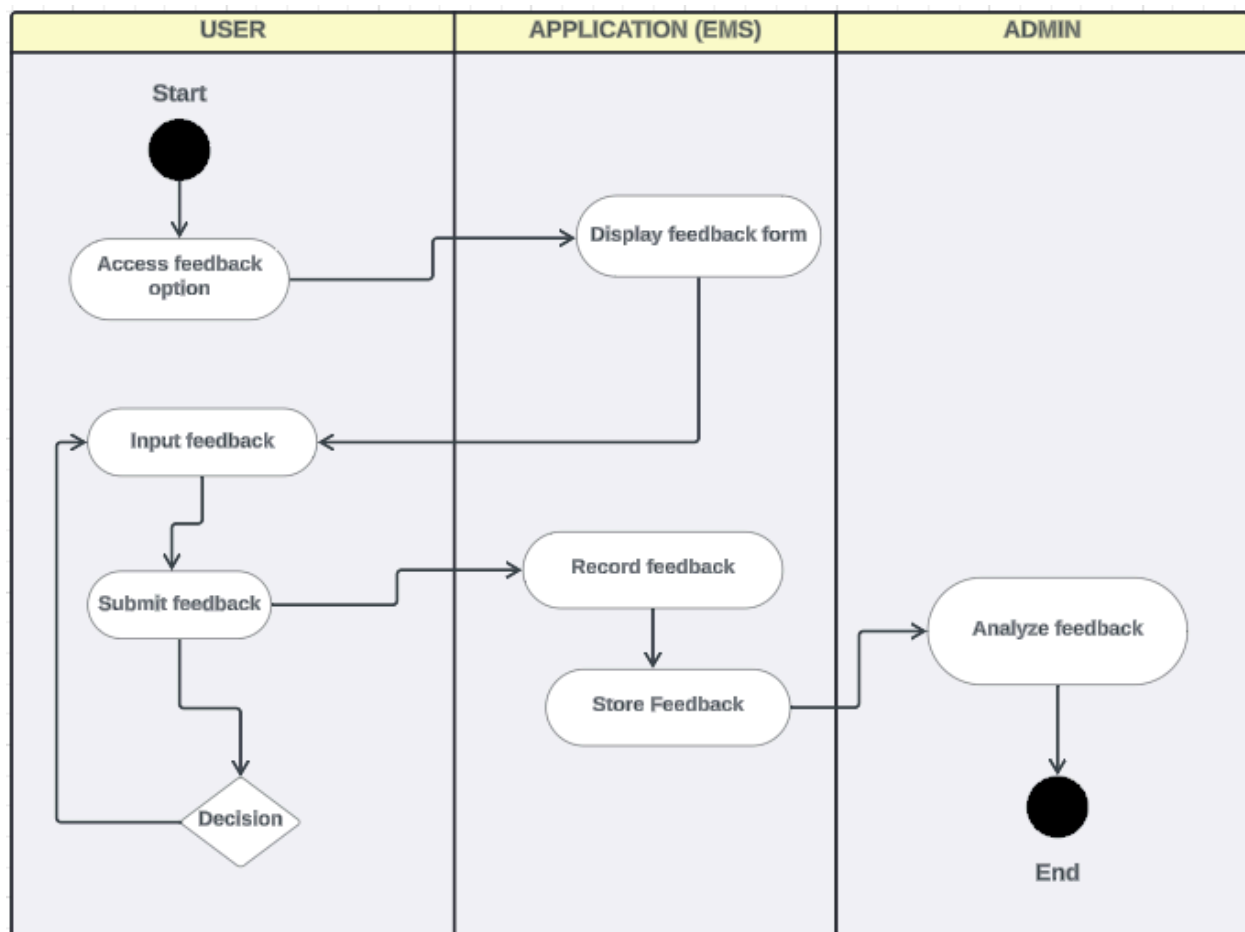 USER
APPLICATION (EMS)
ADMIN
Start
Display feedback form
Access feedback
option
Input feedback
Record feedback
Submit feedback
Analyze feedback
Store Feedback
Decision
End